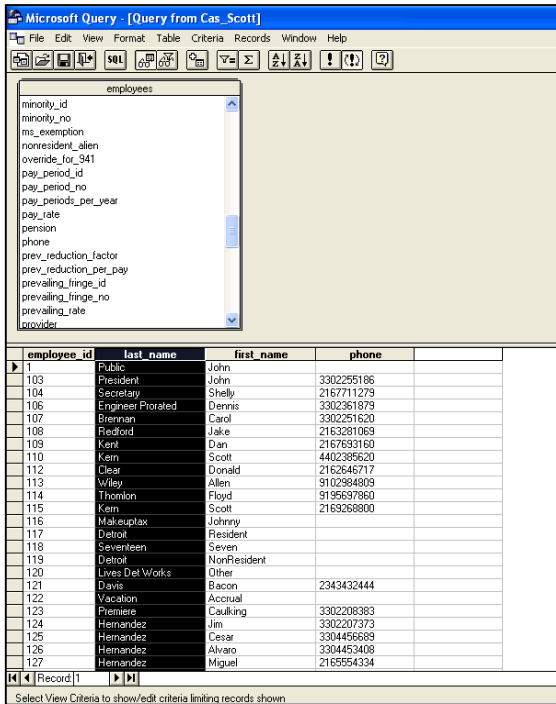 Microsoft Query - [Query from Cas_Scott]
File Edit View Format Table Criteria Records Window Help
SQL
employees
minority_id
minority_no
ms_exemption
nonresident_alien
override_for_941
pay_period_id
pay_period_no
pay_periods_per_year
pay_rate
pension
phone
prev_reduction_factor
prev_reduction_per_pay
prevailing_fringe_id
prevailing_fringe_no
prevailing_rate
provider
employee_id last_name first_name phone
1 Public John
103 President John 3302255186
104 Secretary Shelly 2167711279
106 Engineer Prorated Dennis 3302361879
107 Brennan Carol 3302251620
108 Redford Jake 2163281069
109 Kent Dan 2167693160
110 Kern Scott 4402385620
112 Clear Donald 2162646717
113 Wiley Allen 9102984809
114 Thomlon Floyd 9195697860
115 Kern Scott 2169268800
116 Makeuptax Johnny
117 Detroit Resident
118 Seventeen Seven
119 Detroit NonResident
120 Lives Det Works Other
121 Davis Bacon 2343432444
122 Vacation Accrual
123 Premiere Caulking 3302208383
124 Hernandez Jim 3302207373
125 Hernandez Cesar 3304456689
126 Hernandez Alvaro 3304453408
127 Hernandez Miguel 2165554334
Record: 1
Select View Criteria to show/edit criteria limiting records shown